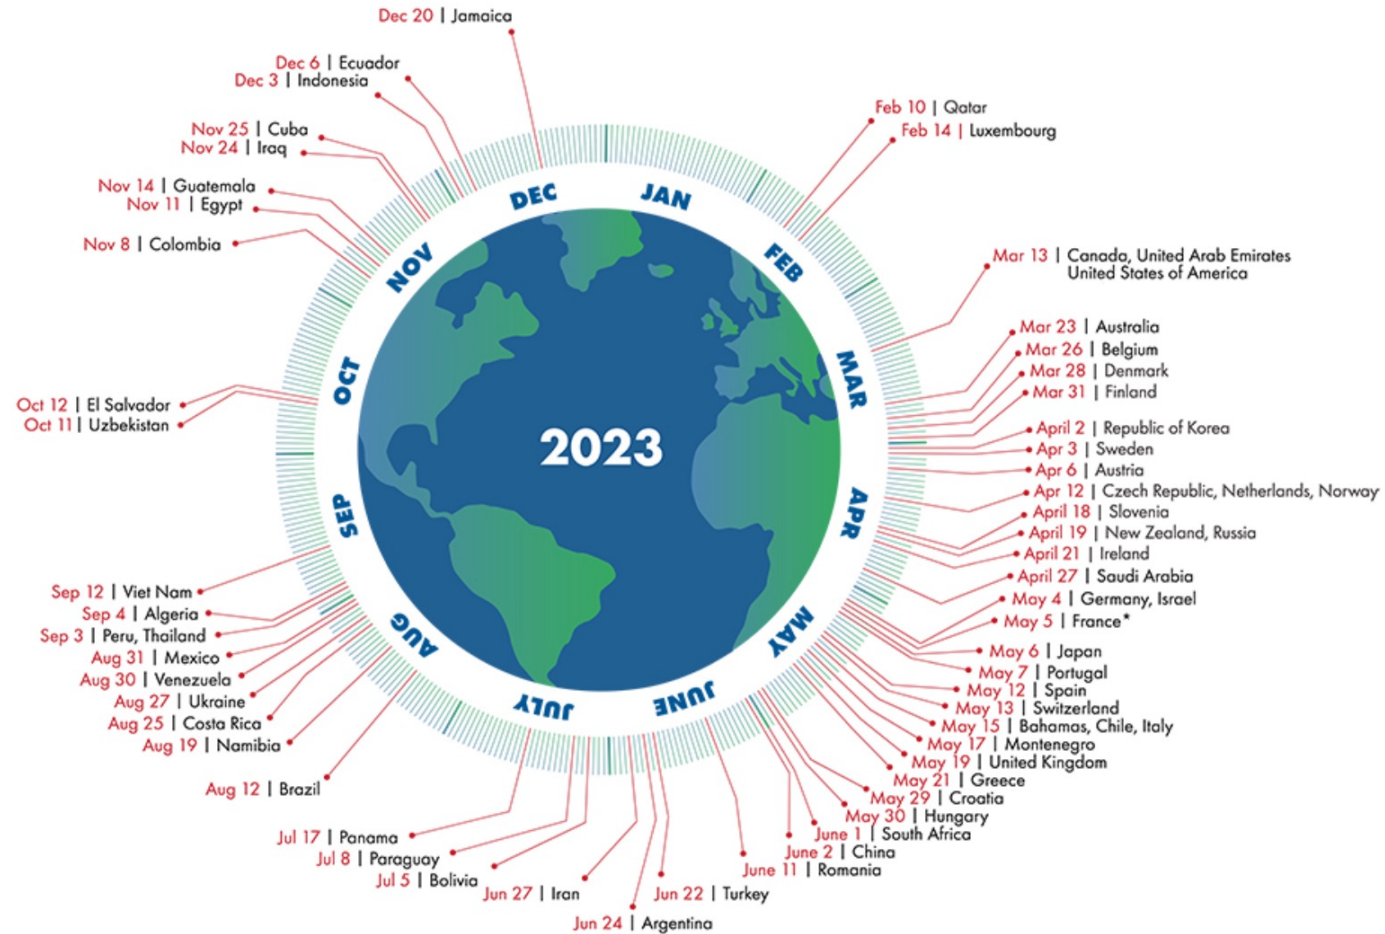 Dec 20 | Jamaica
Dec 6 | Ecuador
Dec 3 | Indonesia
Nov 25 | Cuba
Nov 24 | Iraq
Nov 14 | Guatemala
Nov 11 | Egypt
Nov 8 | Colombia
Oct 12 | El Salvador
Oct 11 | Uzbekistan
Sep 12 | Viet Nam
Sep 4 | Algeria
Sep 3 | Peru, Thailand
Aug 31 | Mexico
Aug 30 | Venezuela
Aug 27 | Ukraine
Aug 25 | Costa Rica
Aug 19 | Namibia
Aug 12 | Brazil
Jul 17 | Panama
Jul 8 | Paraguay
Jul 5 | Bolivia
Jun 27 | Iran
Jun 24 | Argentina
Jun 22 | Turkey
DEC
JAN
FEB
MAR
APR
MAY
JUNE
JULY
AUG
SEP
OCT
NOV
2023
Feb 10 | Qatar
Feb 14 | Luxembourg
Mar 13 | Canada, United Arab Emirates
United States of America
Mar 23 | Australia
Mar 26 | Belgium
Mar 28 | Denmark
Mar 31 | Finland
April 2 | Republic of Korea
Apr 3 | Sweden
Apr 6 | Austria
Apr 12 | Czech Republic, Netherlands, Norway
April 18 | Slovenia
April 19 | New Zealand, Russia
April 21 | Ireland
April 27 | Saudi Arabia
May 4 | Germany, Israel
May 5 | France*
May 6 | Japan
May 7 | Portugal
May 12 | Spain
May 13 | Switzerland
May 15 | Bahamas, Chile, Italy
May 17 | Montenegro
May 19 | United Kingdom
May 21 | Greece
May 29 | Croatia
May 30 | Hungary
June 1 | South Africa
June 2 | China
June 11 | Romania